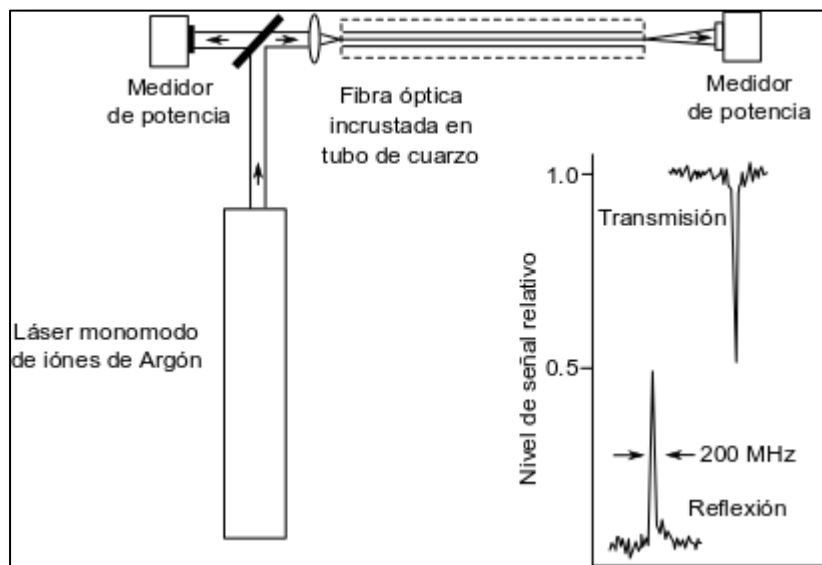 Medidor
de potencia
Fibra óptica
incrustada en
tubo de cuarzo
Medidor
de potencia
Láser monomodo
de iónes de Argón
Nivel de señal relativo
1.0
Transmisión
0.5
200 MHz
Reflexión